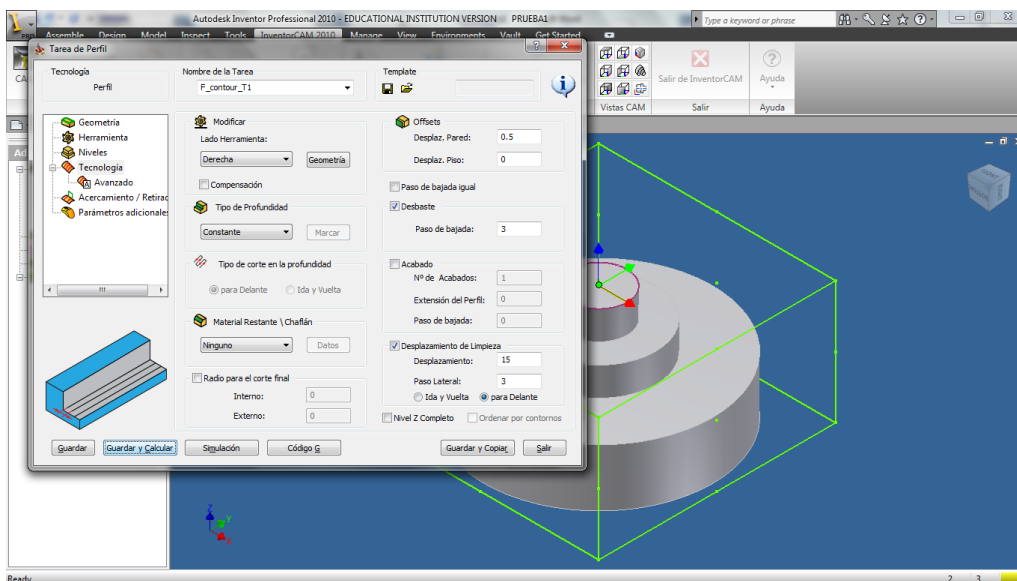 Autodesk Inventor Professional 2010 - EDUCATIONAL INSTITUTION VERSION - PRUEBA1
Type a keyword or phrase
Assemble Design Model Inspect Tools InventorCAM 2010 Manage View Environments Vault Get Started
Tarea de Perfil
Tecnología
Perfil
Nombre de la Tarea
F_contour_T1
Template
Salir de InventorCAM
Ayuda
Vistas CAM
Salir
Ayuda
Geometría
Herramienta
Niveles
Tecnología
Avanzado
Acercamiento / Retirac
Parámetros adicionales
Modificar
Lado Herramienta:
Derecha
Geometría
Compensación
Tipo de Profundidad
Constante
Marcar
Tipo de corte en la profundidad
para Delante
Ida y Vuelta
Material Restante \ Chaflán
Ninguno
Datos
Radio para el corte final
Interno: 0
Externo: 0
Offsets
Desplaz. Pared: 0.5
Desplaz. Piso: 0
Paso de bajada igual
Desbaste
Paso de bajada: 3
Acabado
Nº de Acabados: 1
Extensión del Perfil: 0
Paso de bajada: 0
Desplazamiento de Limpieza
Desplazamiento: 15
Paso Lateral: 3
Ida y Vuelta
para Delante
Nivel Z Completo
Ordenar por contornos
Guardar
Guardar y Calcular
Simulación
Código G
Guardar y Copiar
Salir
Z
Y
X
Ready
2 3